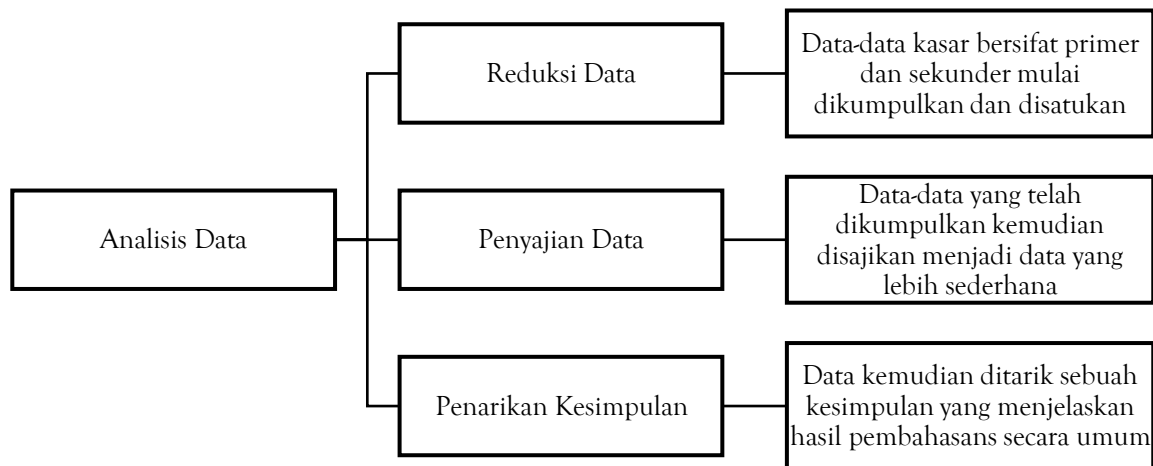 Reduksi Data
Data-data kasar bersifat primer
dan sekunder mulai
dikumpulkan dan disatukan
Analisis Data
Penyajian Data
Data-data yang telah
dikumpulkan kemudian
disajikan menjadi data yang
lebih sederhana
Penarikan Kesimpulan
Data kemudian ditarik sebuah
kesimpulan yang menjelaskan
hasil pembahasans secara umum